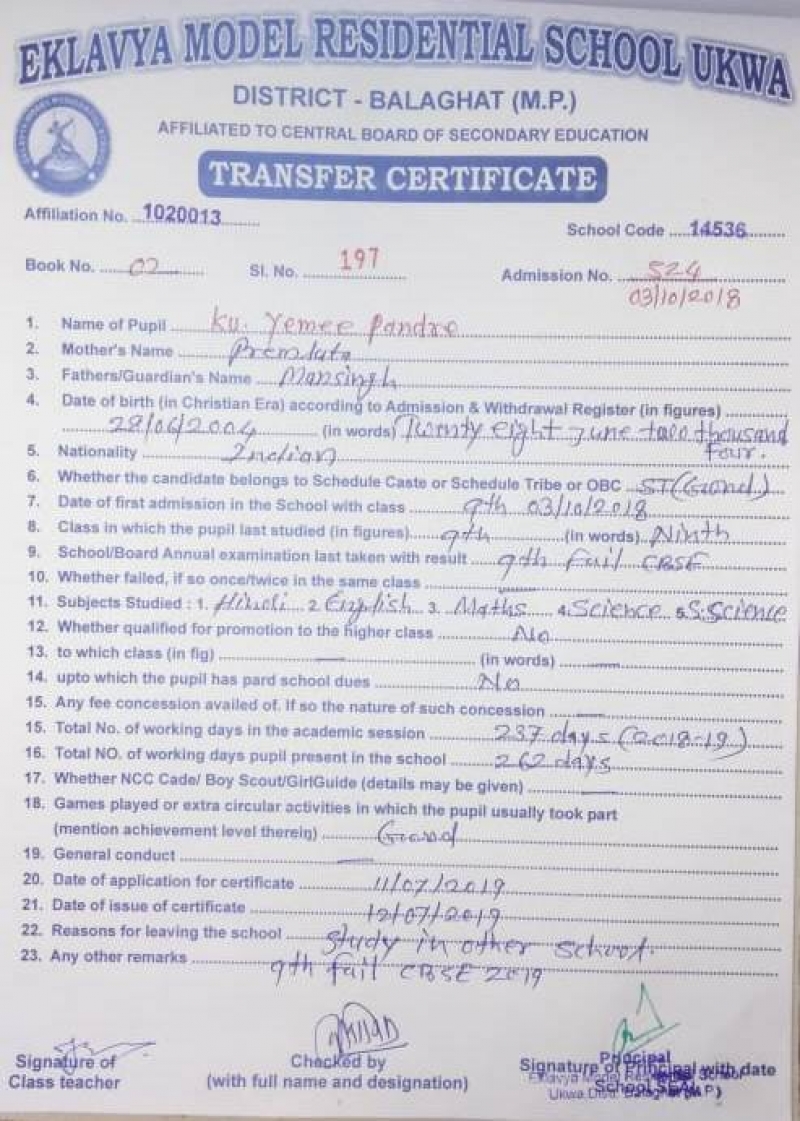 EKLAVYA MODEL RESIDENTIAL SCHOOL UKWA
DISTRICT - BALAGHAT (M.P.)
AFFILIATED TO CENTRAL BOARD OF SECONDARY EDUCATION
TRANSFER CERTIFICATE
Affiliation No. 1020013
School Code 14536
Book No. 02 Sl. No. 197 Admission No. 524
03/10/2018
1. Name of Pupil Ku. Yemee Pandre
2. Mother's Name Premlata
3. Fathers/Guardian's Name Mansingh
4. Date of birth (in Christian Era) according to Admission & Withdrawal Register (in figures)
28/06/2004 (in words) Twenty eight June two thousand
four.
5. Nationality Indian
6. Whether the candidate belongs to Schedule Caste or Schedule Tribe or OBC ST (Gond)
7. Date of first admission in the School with class 9th 03/10/2018
8. Class in which the pupil last studied (in figures) 9th (in words) Ninth
9. School/Board Annual examination last taken with result 9th Fail CBSE
10. Whether failed, if so once/twice in the same class
11. Subjects Studied : 1. Hindi 2. English 3. Maths 4. Science 5. S. Science
12. Whether qualified for promotion to the higher class No
13. to which class (in fig) — (in words) —
14. upto which the pupil has pard school dues No
15. Any fee concession availed of. If so the nature of such concession —
15. Total No. of working days in the academic session 237 days (2018-19)
16. Total NO. of working days pupil present in the school 262 days
17. Whether NCC Cade/ Boy Scout/GirlGuide (details may be given) —
18. Games played or extra circular activities in which the pupil usually took part
(mention achievement level therein) Good
19. General conduct —
20. Date of application for certificate 11/07/2019
21. Date of issue of certificate 12/07/2019
22. Reasons for leaving the school Study in other school.
23. Any other remarks 9th fail CBSE 2019
Signature of
Class teacher
Checked by
(with full name and designation)
Signature of Principal with date
School SEAL
Principal
Eklavya Model School
Ukwa Distt. Balaghat (M.P.)